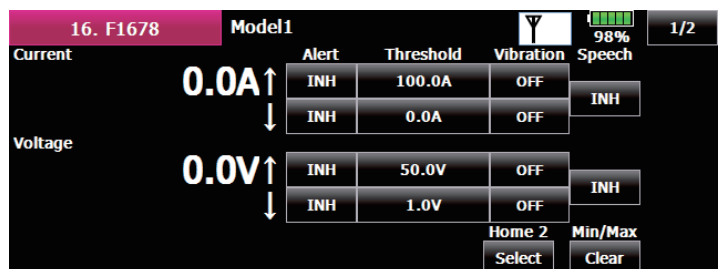 16. F1678 Model1 98% 1/2
Current Alert Threshold Vibration Speech
0.0A↑ INH 100.0A OFF
↓ INH 0.0A OFF
INH
Voltage
0.0V↑ INH 50.0V OFF
↓ INH 1.0V OFF
INH
Home 2 Min/Max
Select Clear